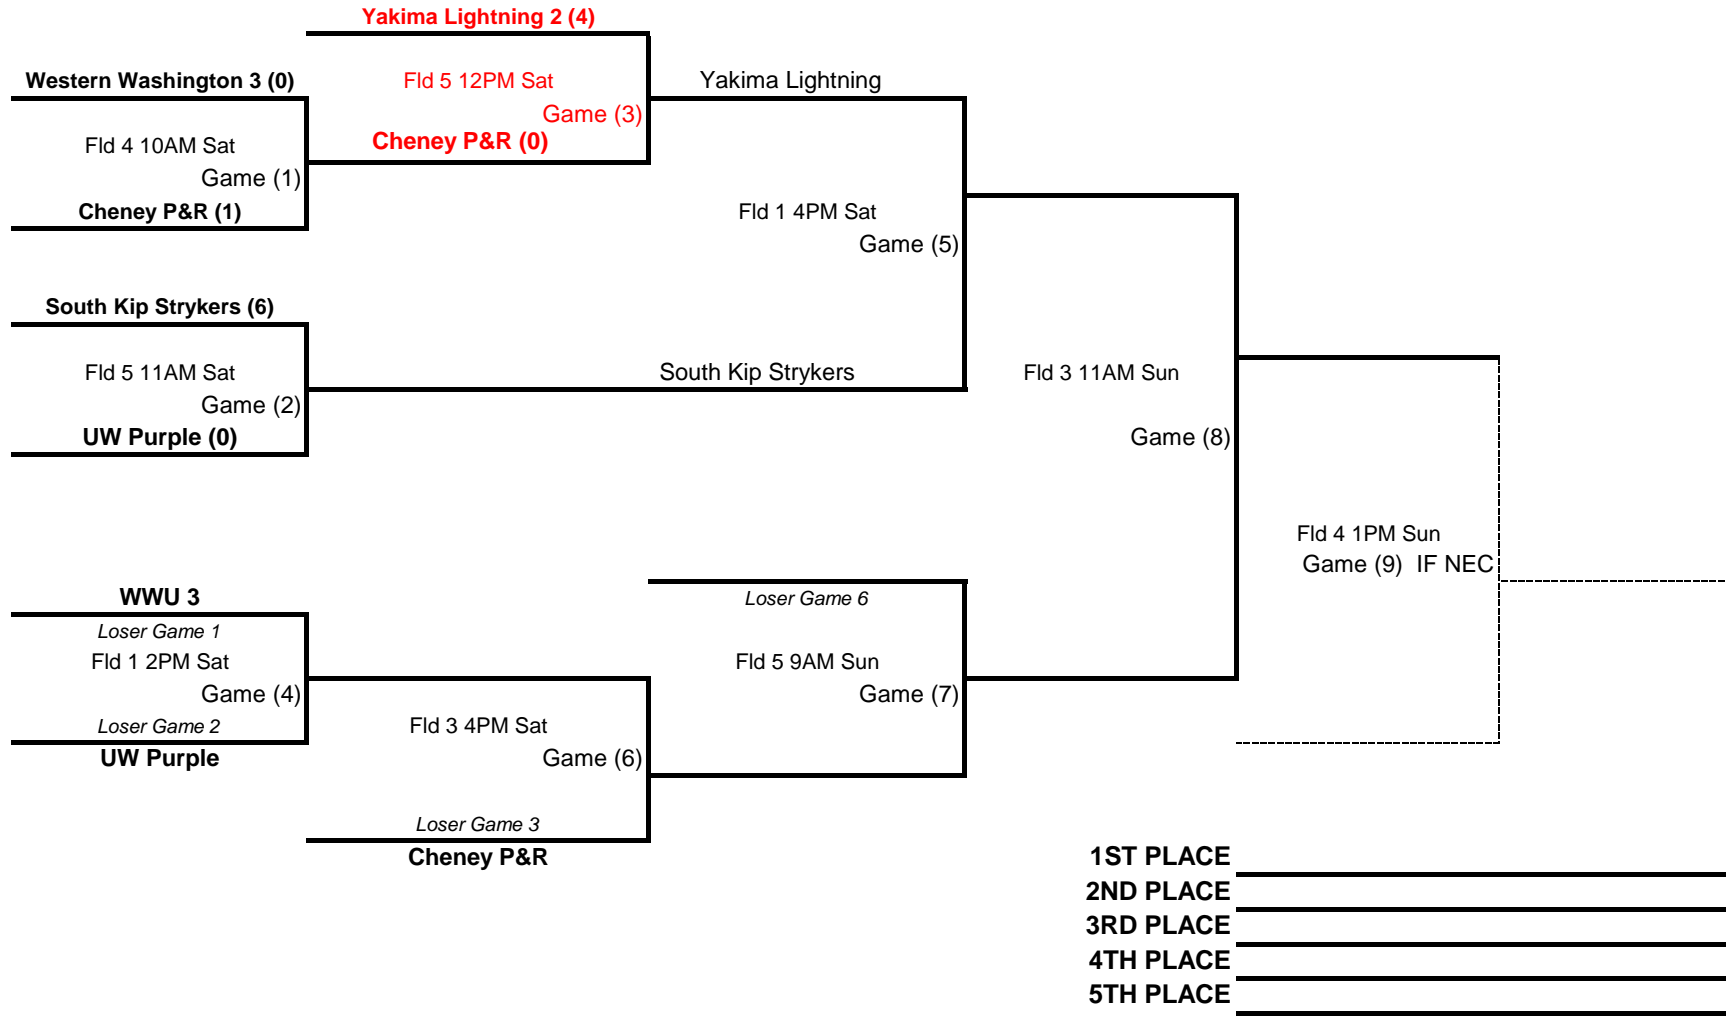 Yakima Lightning 2 (4)
Western Washington 3 (0)
Fld 5 12PM Sat
Yakima Lightning
Game (3)
Cheney P&R (0)
Fld 4 10AM Sat
Game (1)
Cheney P&R (1)
Fld 1 4PM Sat
Game (5)
South Kip Strykers (6)
Fld 5 11AM Sat
South Kip Strykers
Fld 3 11AM Sun
Game (2)
UW Purple (0)
Game (8)
Fld 4 1PM Sun
Game (9) IF NEC
WWU 3
Loser Game 6
Loser Game 1
Fld 1 2PM Sat
Fld 5 9AM Sun
Game (4)
Game (7)
Loser Game 2
Fld 3 4PM Sat
UW Purple
Game (6)
Loser Game 3
Cheney P&R
1ST PLACE
2ND PLACE
3RD PLACE
4TH PLACE
5TH PLACE